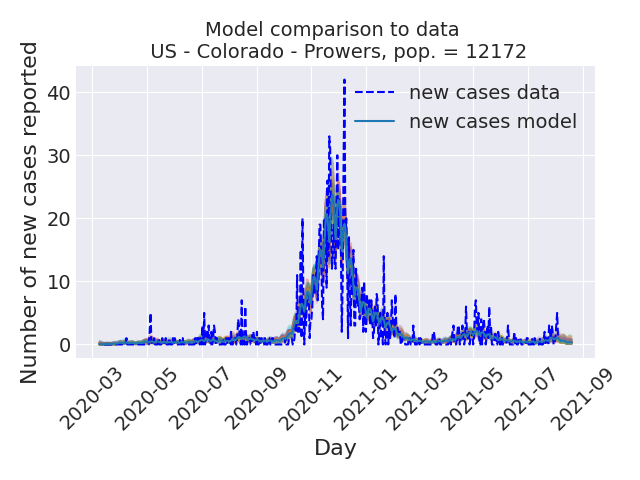 Model comparison to data
US - Colorado - Prowers, pop. = 12172
Number of new cases reported
40
30
20
10
0
new cases data
new cases model
2020-03
2020-05
2020-07
2020-09
2020-11
2021-01
2021-03
2021-05
2021-07
2021-09
Day